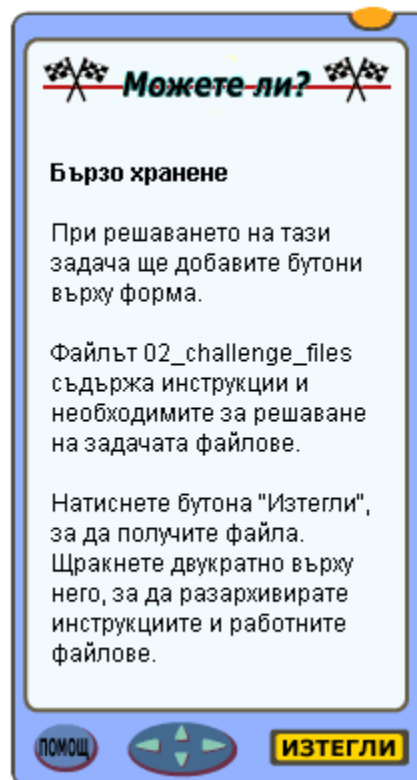 Можете ли?
Бързо хранене
При решаването на тази
задача ще добавите бутони
върху форма.
Файлът 02_challenge_files
съдържа инструкции и
необходимите за решаване
на задачата файлове.
Натиснете бутона "Изтегли",
за да получите файла.
Щракнете двукратно върху
него, за да разархивирате
инструкциите и работните
файлове.
ПОМОЩ
ИЗТЕГЛИ